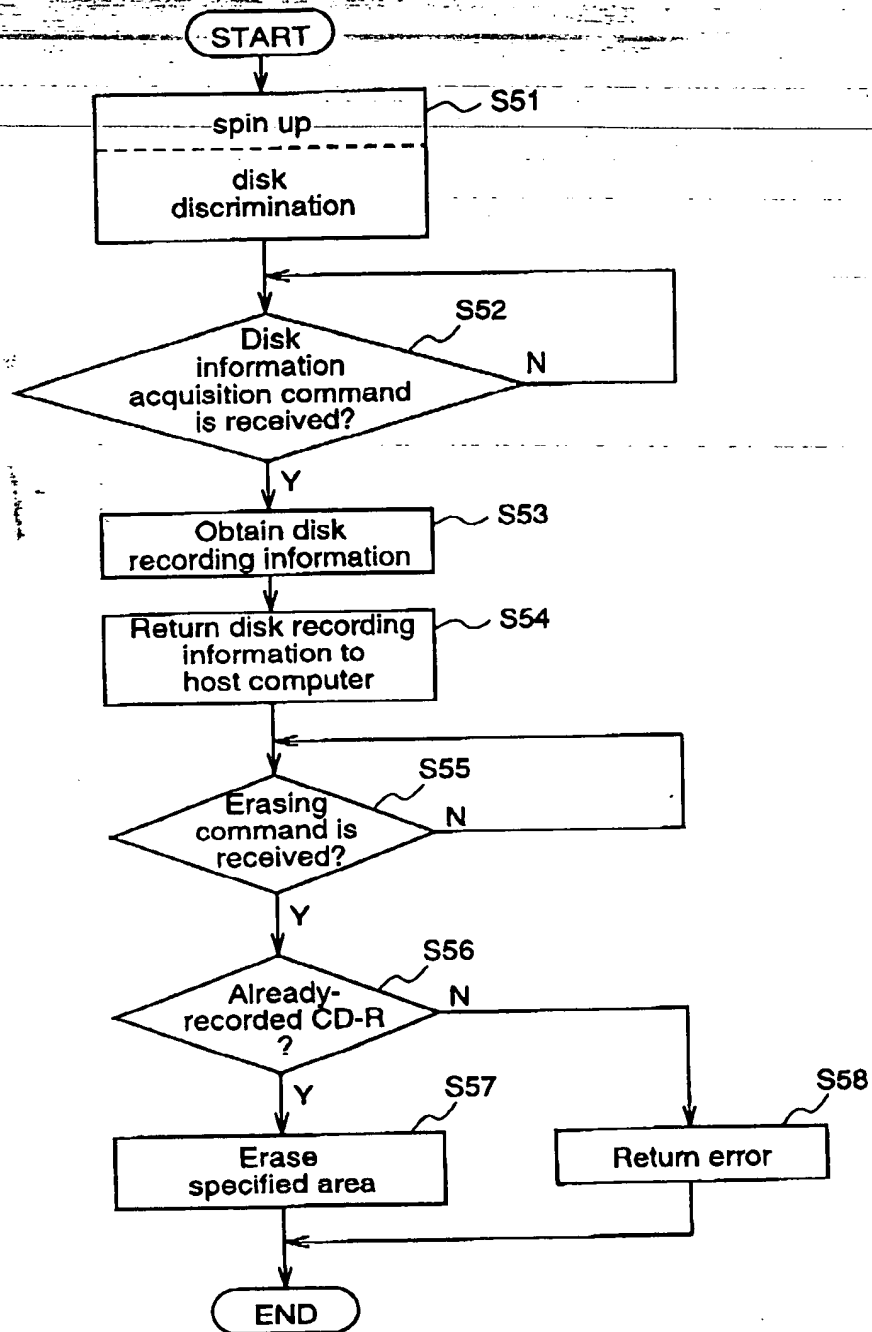 START
S51
spin up
disk
discrimination
S52
Disk
information
acquisition command
is received?
N
Y
S53
Obtain disk
recording information
S54
Return disk recording
information to
host computer
S55
Erasing
command is
received?
N
Y
S56
Already-
recorded CD-R
?
N
Y
S57
Erase
specified area
S58
Return error
END